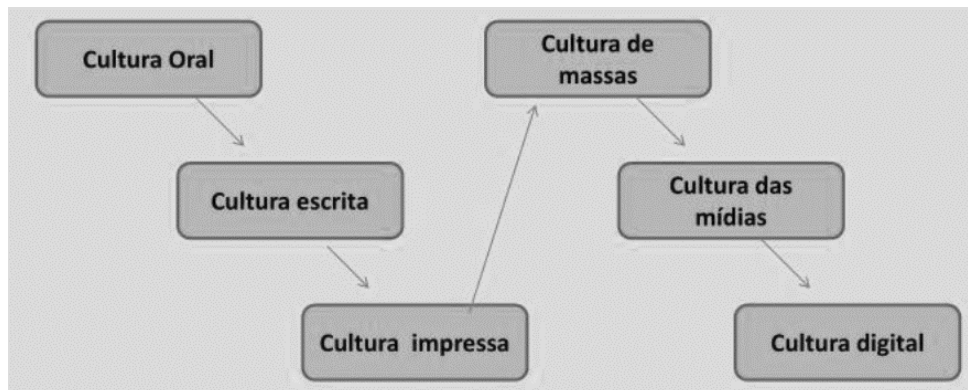 Cultura Oral
Cultura escrita
Cultura impressa
Cultura de
massas
Cultura das
mídias
Cultura digital